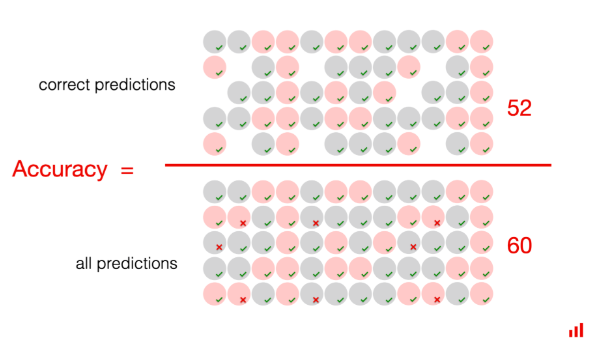 correct predictions
52
Accuracy =
60
all predictions